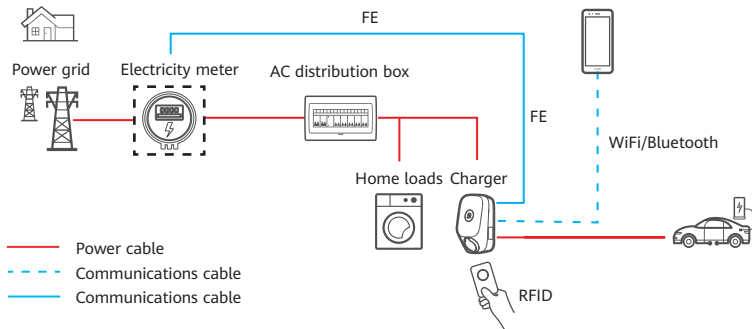 FE
Power grid
Electricity meter
AC distribution box
FE
WiFi/Bluetooth
Home loads
Charger
RFID
Power cable
Communications cable
Communications cable